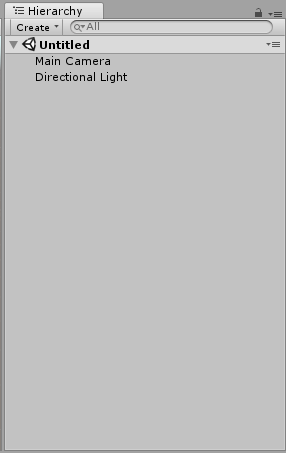 Hierarchy
Create All
Untitled
Main Camera
Directional Light